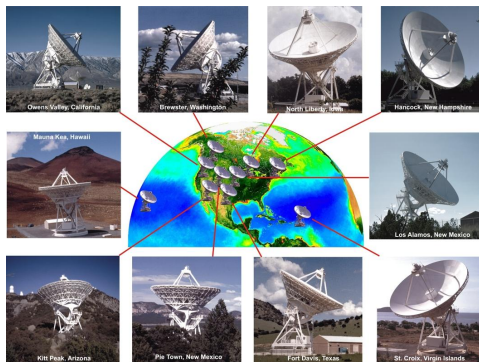 Owens Valley, California
Brewster, Washington
North Liberty, Iowa
Hancock, New Hampshire
Mauna Kea, Hawaii
Los Alamos, New Mexico
Kitt Peak, Arizona
Pie Town, New Mexico
Fort Davis, Texas
St. Croix, Virgin Islands